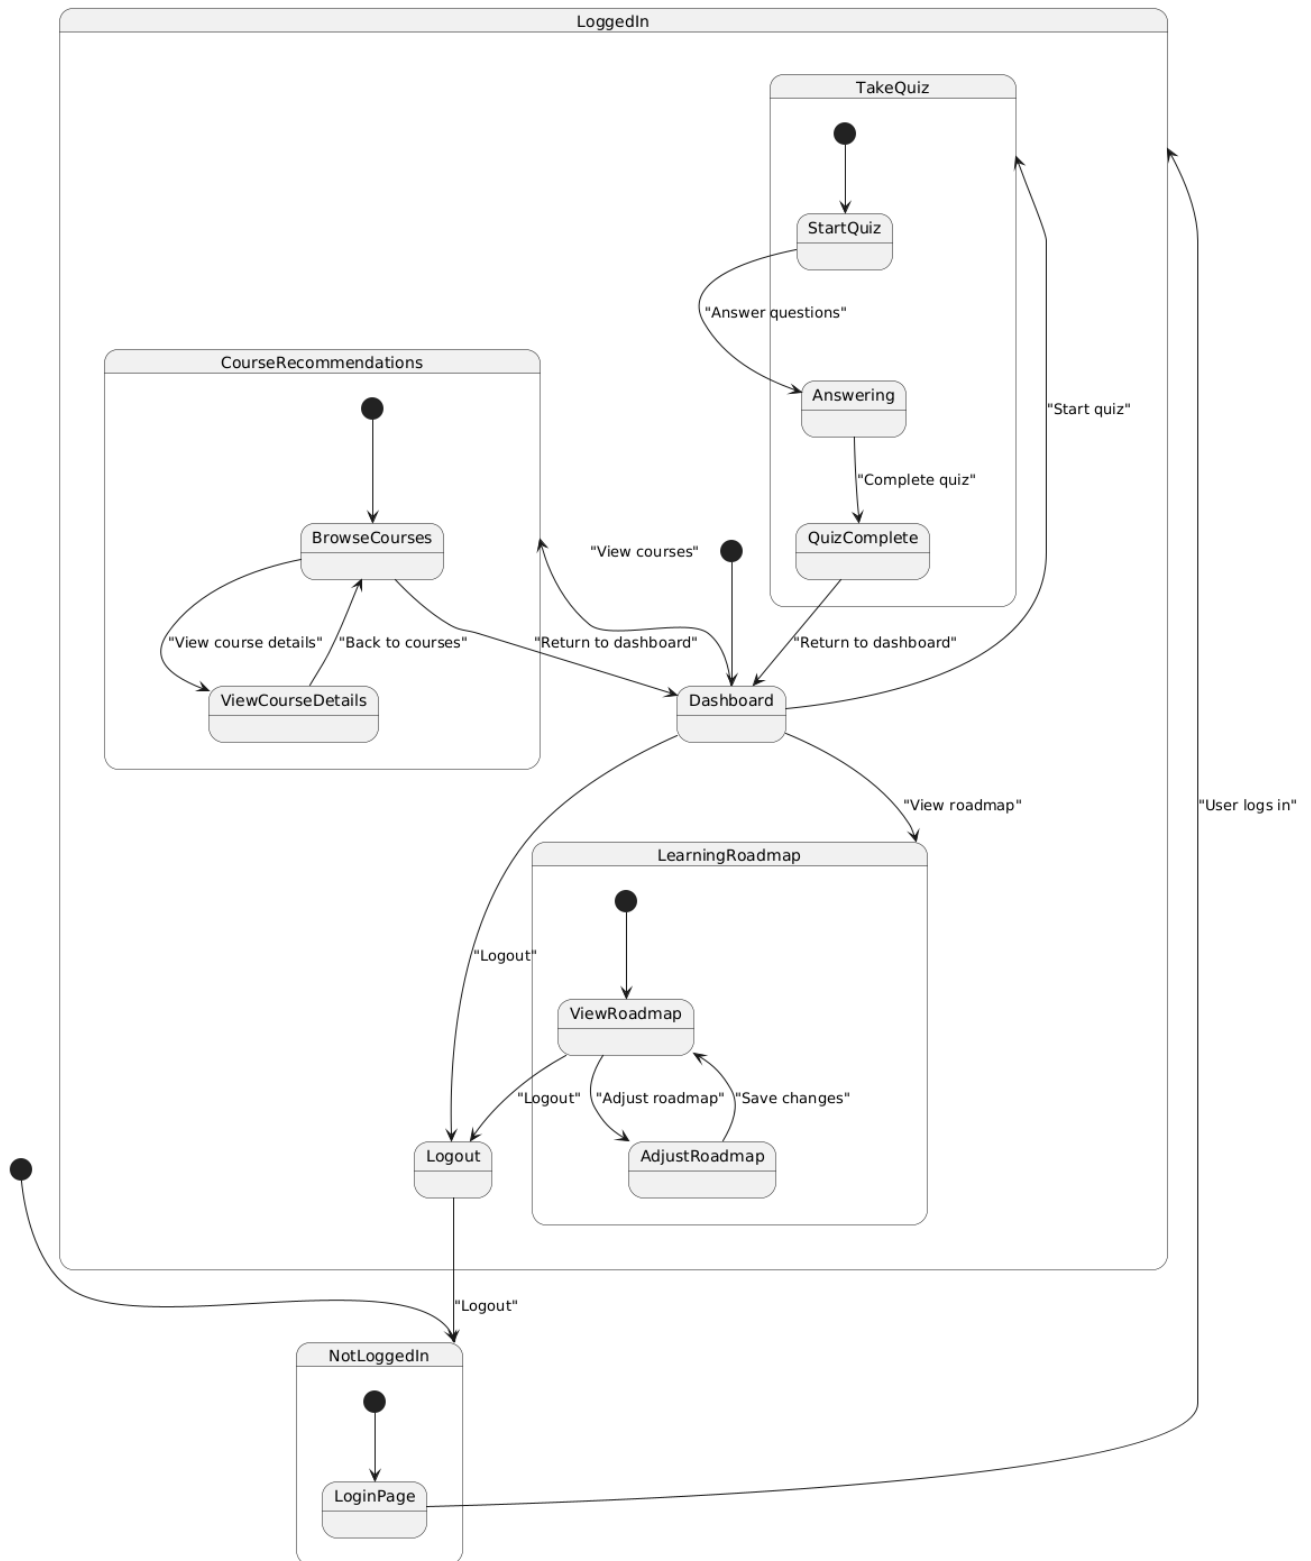 LoggedIn
TakeQuiz
StartQuiz
"Answer questions"
CourseRecommendations
Answering
"Start quiz"
"Complete quiz"
BrowseCourses
"View courses"
QuizComplete
"View course details"
"Back to courses"
"Return to dashboard"
"Return to dashboard"
ViewCourseDetails
Dashboard
"View roadmap"
"User logs in"
LearningRoadmap
"Logout"
ViewRoadmap
"Logout"
"Adjust roadmap"
"Save changes"
Logout
AdjustRoadmap
"Logout"
NotLoggedIn
LoginPage